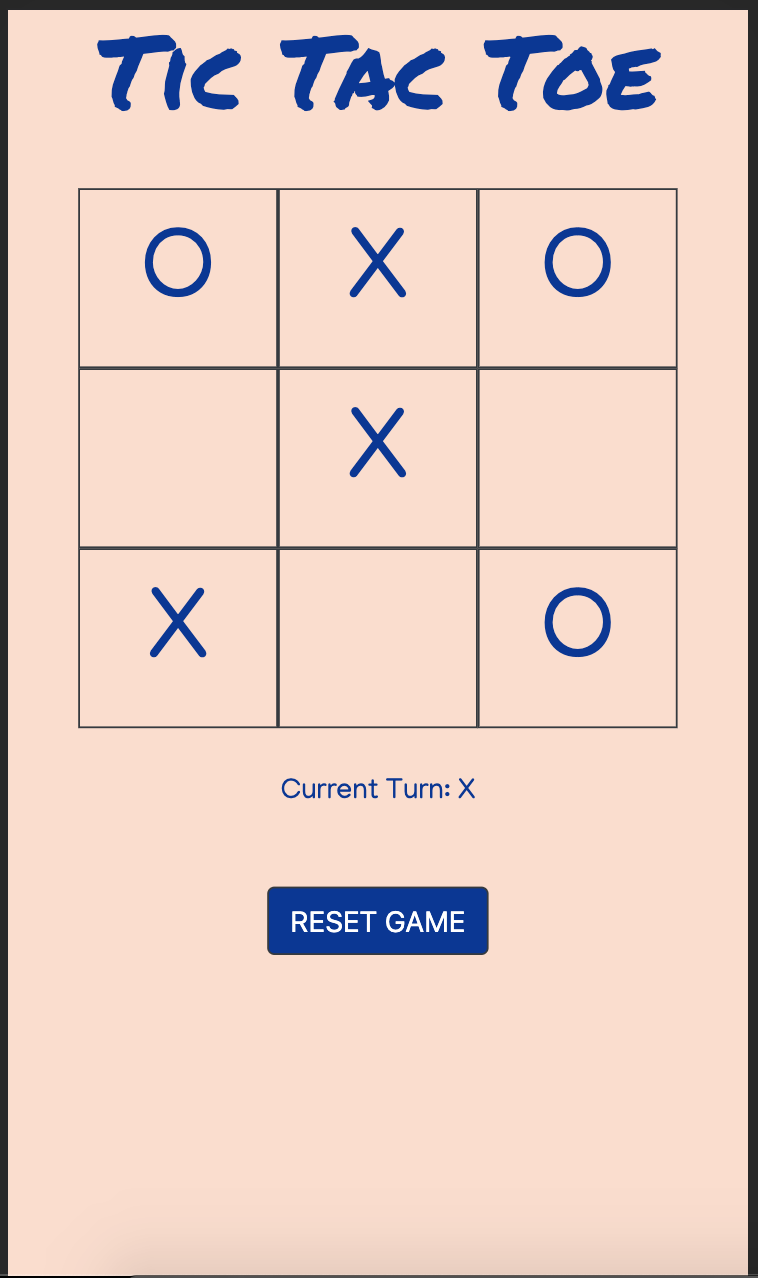 Tic Tac Toe
O X O
X
X O
Current Turn: X
RESET GAME